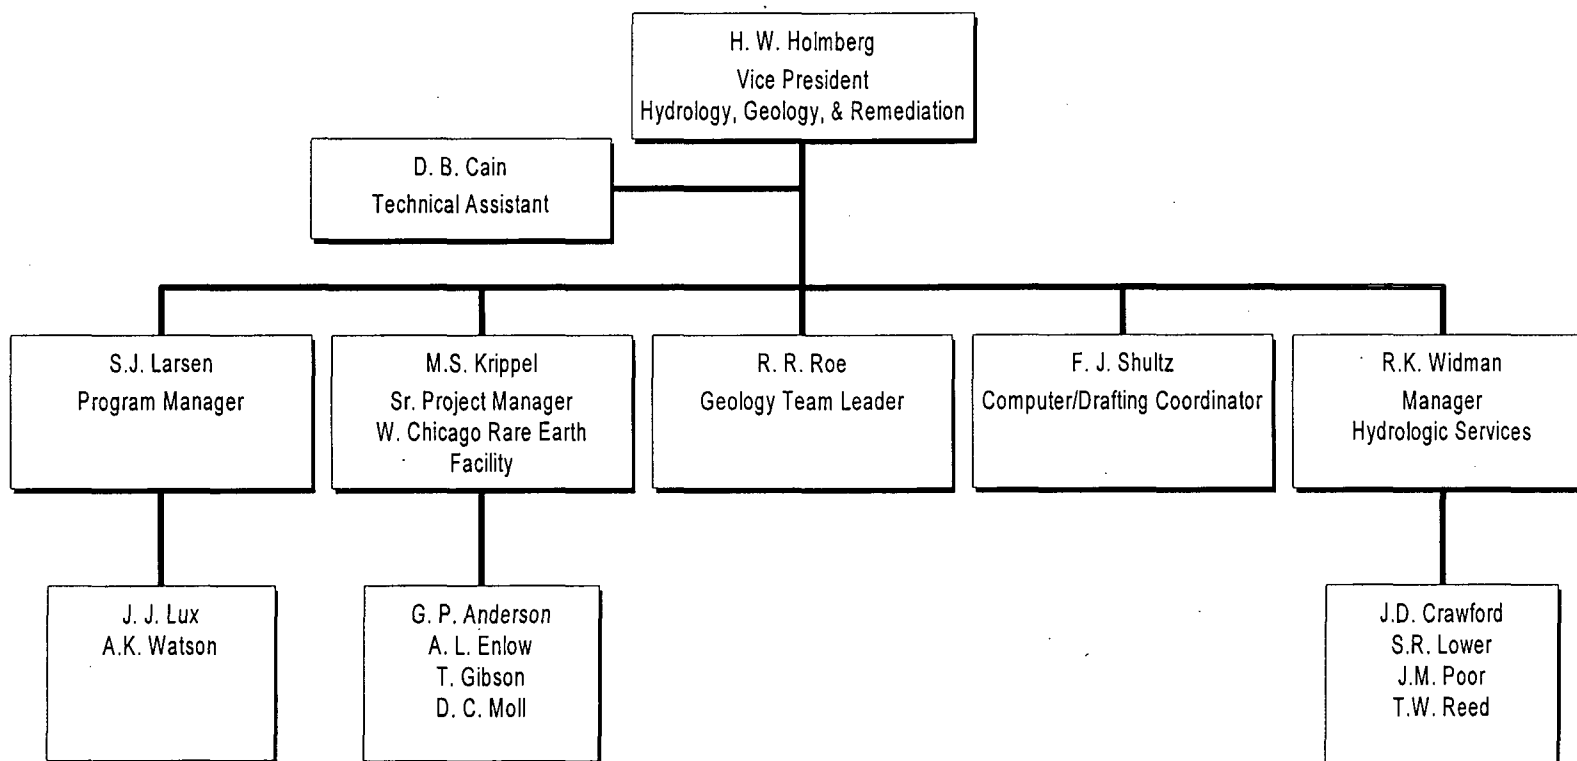 H. W. Holmberg
Vice President
Hydrology, Geology, & Remediation
D. B. Cain
Technical Assistant
S.J. Larsen
Program Manager
M.S. Krippel
Sr. Project Manager
W. Chicago Rare Earth
Facility
R. R. Roe
Geology Team Leader
F. J. Shultz
Computer/Drafting Coordinator
R.K. Widman
Manager
Hydrologic Services
J. J. Lux
A.K. Watson
G. P. Anderson
A. L. Enlow
T. Gibson
D. C. Moll
J.D. Crawford
S.R. Lower
J.M. Poor
T.W. Reed